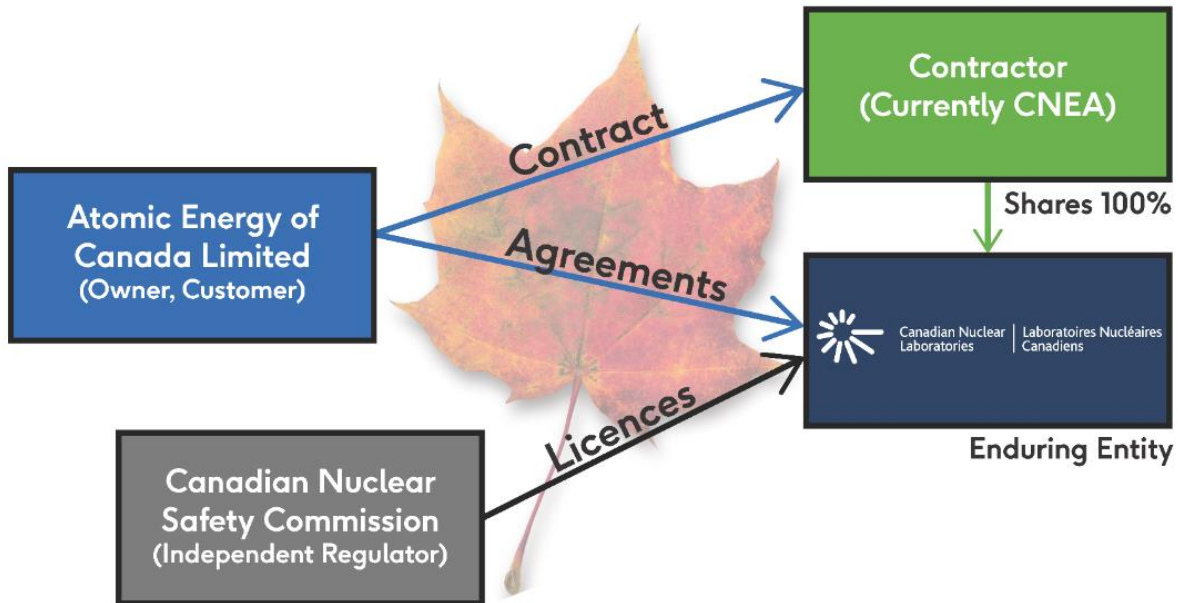 Contractor
(Currently CNEA)
Contract
Shares 100%
Atomic Energy of
Canada Limited
(Owner, Customer)
Agreements
Canadian Nuclear
Laboratories
Laboratoires Nucléaires
Canadiens
Licences
Enduring Entity
Canadian Nuclear
Safety Commission
(Independent Regulator)